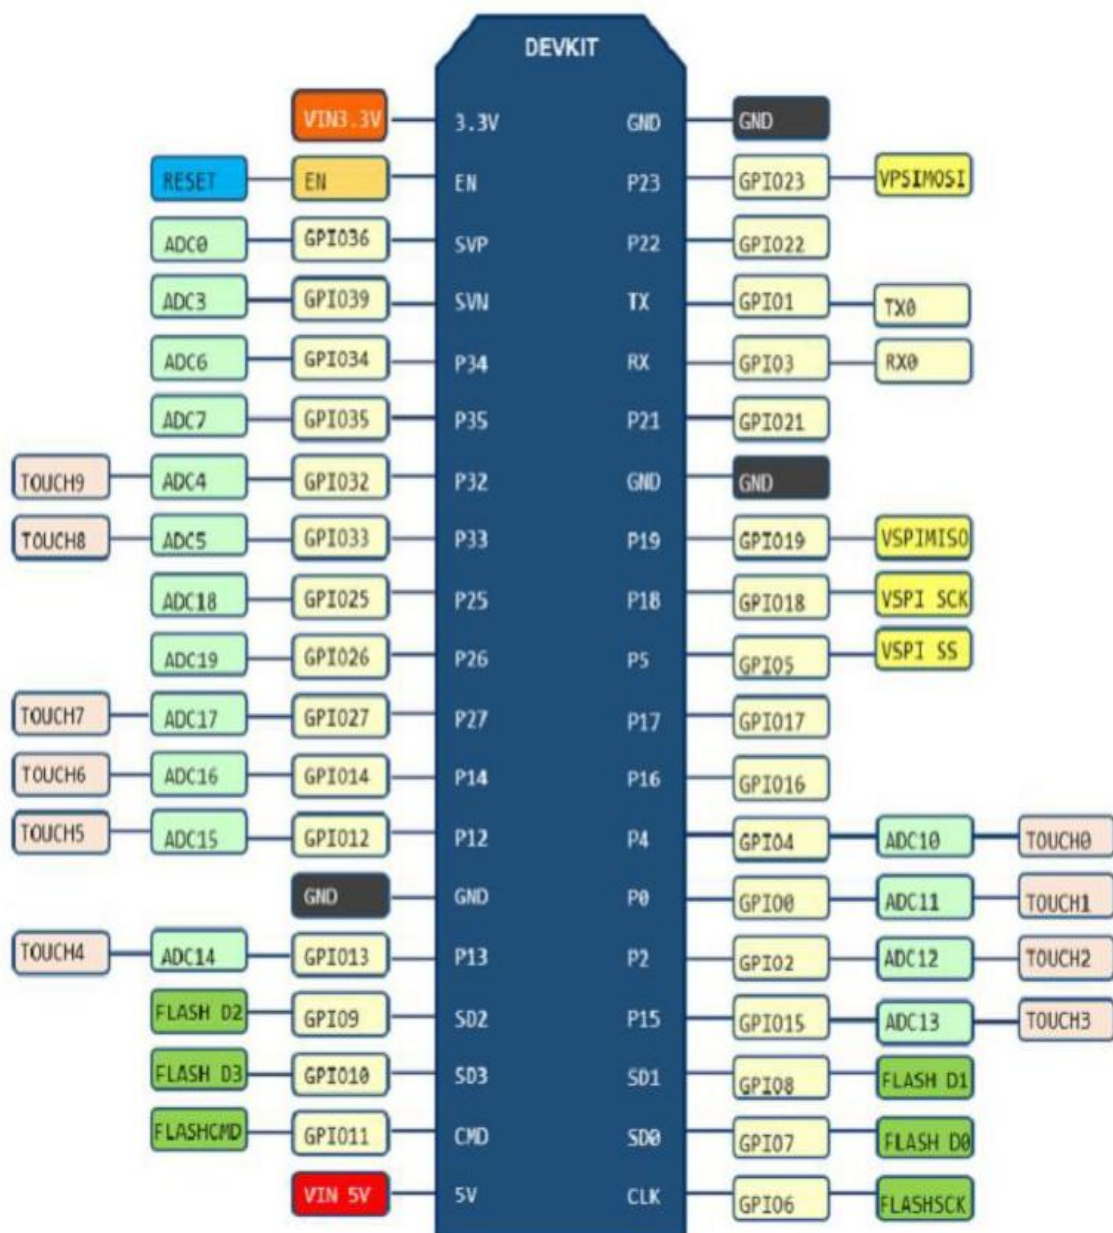 DEVKIT
VIN3.3V 3.3V GND GND
RESET EN EN P23 GPIO23 VPSIMOSI
ADC0 GPIO36 SVP P22 GPIO22
ADC3 GPIO39 SVN TX GPIO1 TX0
ADC6 GPIO34 P34 RX GPIO3 RX0
ADC7 GPIO35 P35 P21 GPIO21
TOUCH9 ADC4 GPIO32 P32 GND GND
TOUCH8 ADC5 GPIO33 P33 P19 GPIO19 VSPIMISO
ADC18 GPIO25 P25 P18 GPIO18 VSPI SCK
ADC19 GPIO26 P26 P5 GPIO5 VSPI SS
TOUCH7 ADC17 GPIO27 P27 P17 GPIO17
TOUCH6 ADC16 GPIO14 P14 P16 GPIO16
TOUCH5 ADC15 GPIO12 P12 P4 GPIO4 ADC10 TOUCH0
GND GND P0 GPIO0 ADC11 TOUCH1
TOUCH4 ADC14 GPIO13 P13 P2 GPIO2 ADC12 TOUCH2
FLASH D2 GPIO9 SD2 P15 GPIO15 ADC13 TOUCH3
FLASH D3 GPIO10 SD3 SD1 GPIO8 FLASH D1
FLASHCMD GPIO11 CMD SD0 GPIO7 FLASH D0
VIN 5V 5V CLK GPIO6 FLASHSCK